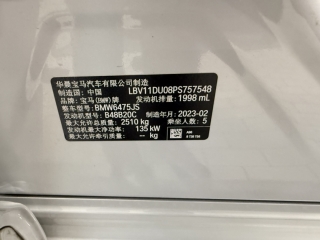 华晨宝马汽车有限公司制造
制造国：中国 LBV11DU08PS757548
品牌：宝马(BMW)牌 发动机排量：1998 mL
整车型号：BMW6475JS
发动机型号：B48B20C 制造年月：2023-02
最大允许总质量：2510 kg 乘坐人数：5
发动机最大净功率：135 kW
最大允许牵引质量：— kg